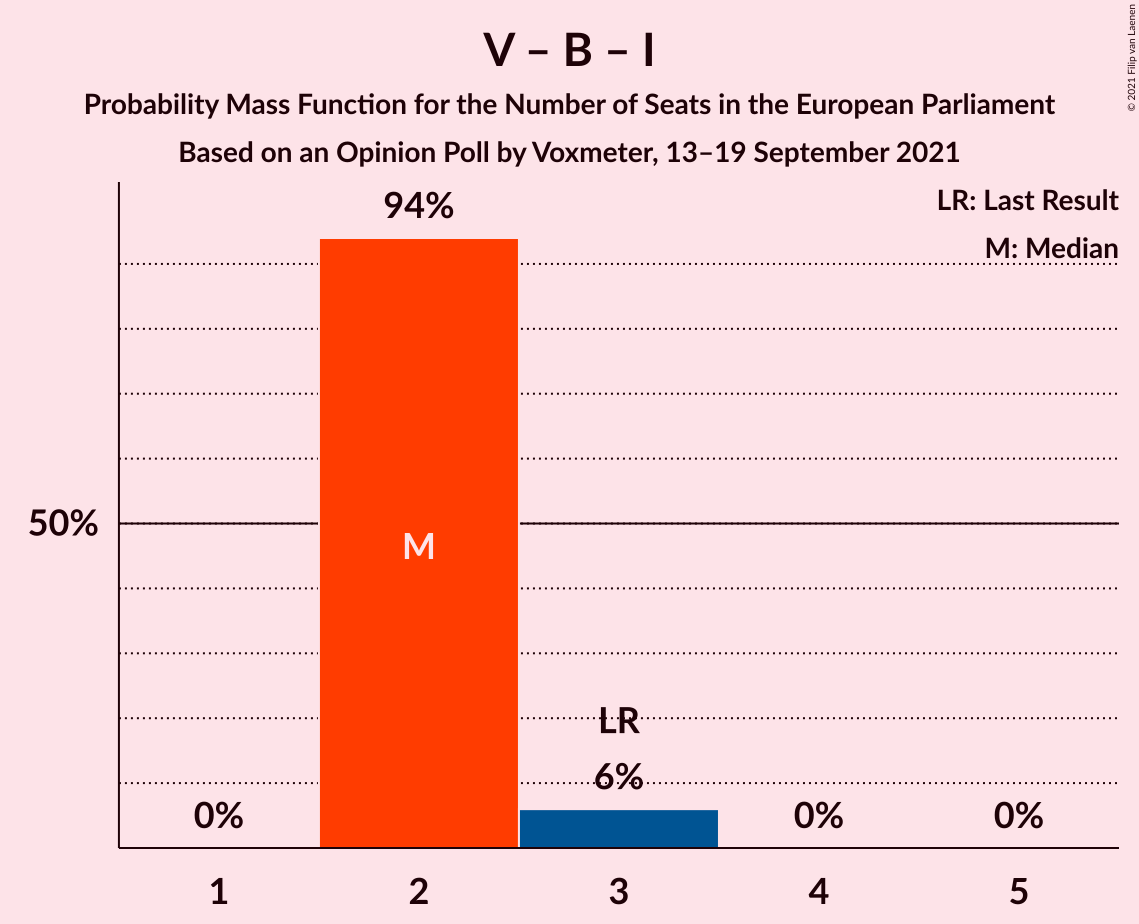 V – B – I
Probability Mass Function for the Number of Seats in the European Parliament
Based on an Opinion Poll by Voxmeter, 13–19 September 2021
© 2021 Filip van Laenen
LR: Last Result
M: Median
94%
50%
M
LR
0%
6%
0%
0%
1
2
3
4
5